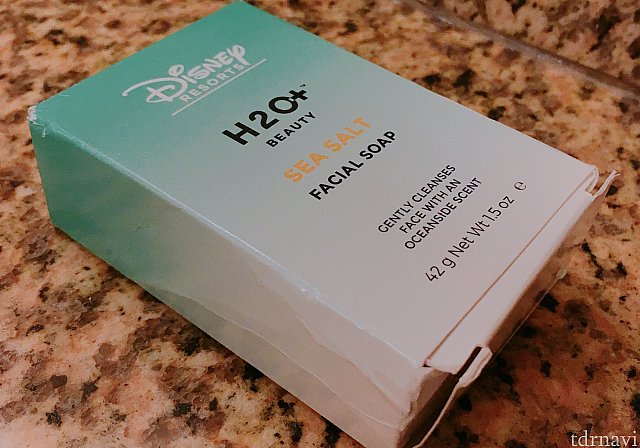 Disney
RESORTS
H2O+™
BEAUTY
SEA SALT
FACIAL SOAP
GENTLY CLEANSES
FACE WITH AN
OCEANSIDE SCENT
42 g Net Wt 1.5 oz ℮
tdrnavi